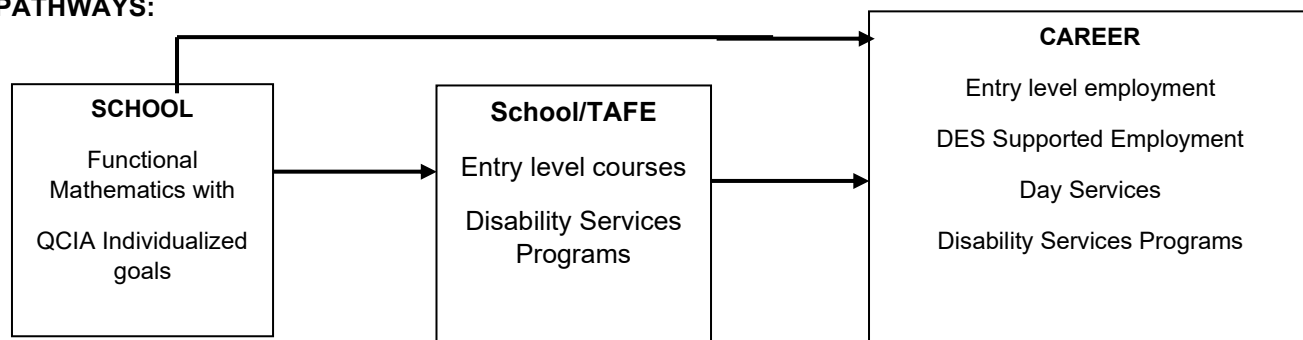 PATHWAYS:
SCHOOL
Functional
Mathematics with
QCIA Individualized
goals
School/TAFE
Entry level courses
Disability Services
Programs
CAREER
Entry level employment
DES Supported Employment
Day Services
Disability Services Programs